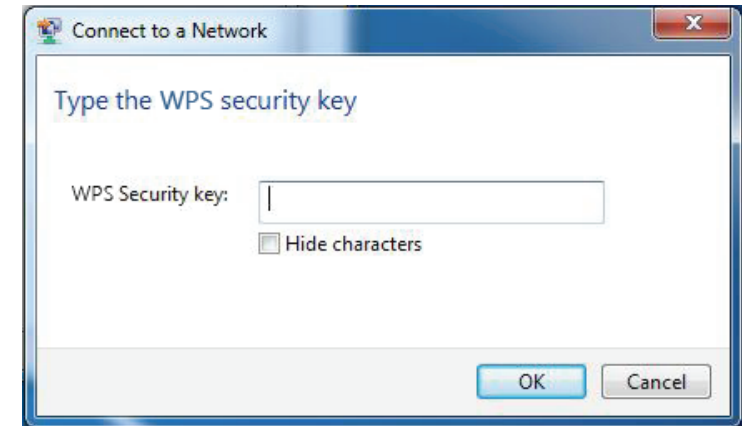 Connect to a Network
Type the WPS security key
WPS Security key:
Hide characters
OK Cancel